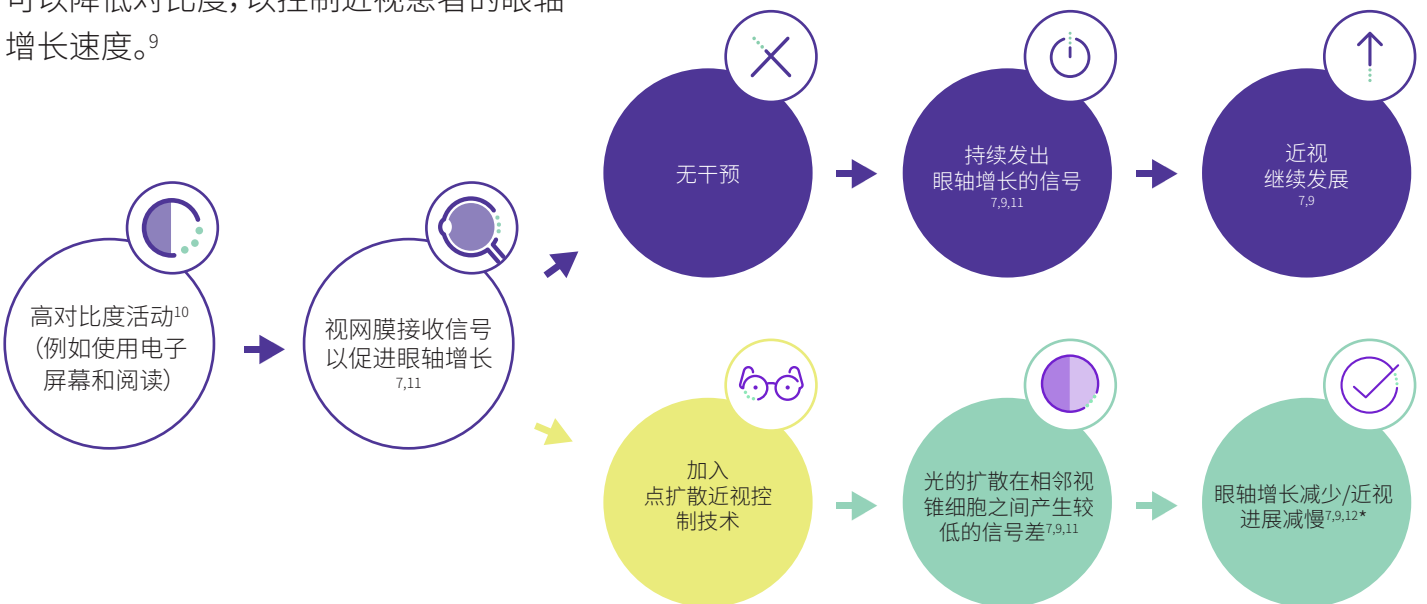 可以降低对比度，以控制近视患者的眼轴
增长速度。9
高对比度活动10
（例如使用电子
屏幕和阅读）
视网膜接收信号
以促进眼轴增长
7,11
无干预
持续发出
眼轴增长的信号
7,9,11
近视
继续发展
7,9
加入
点扩散近视控
制技术
光的扩散在相邻视
锥细胞之间产生较
低的信号差7,9,11
眼轴增长减少/近视
进展减慢7,9,12*